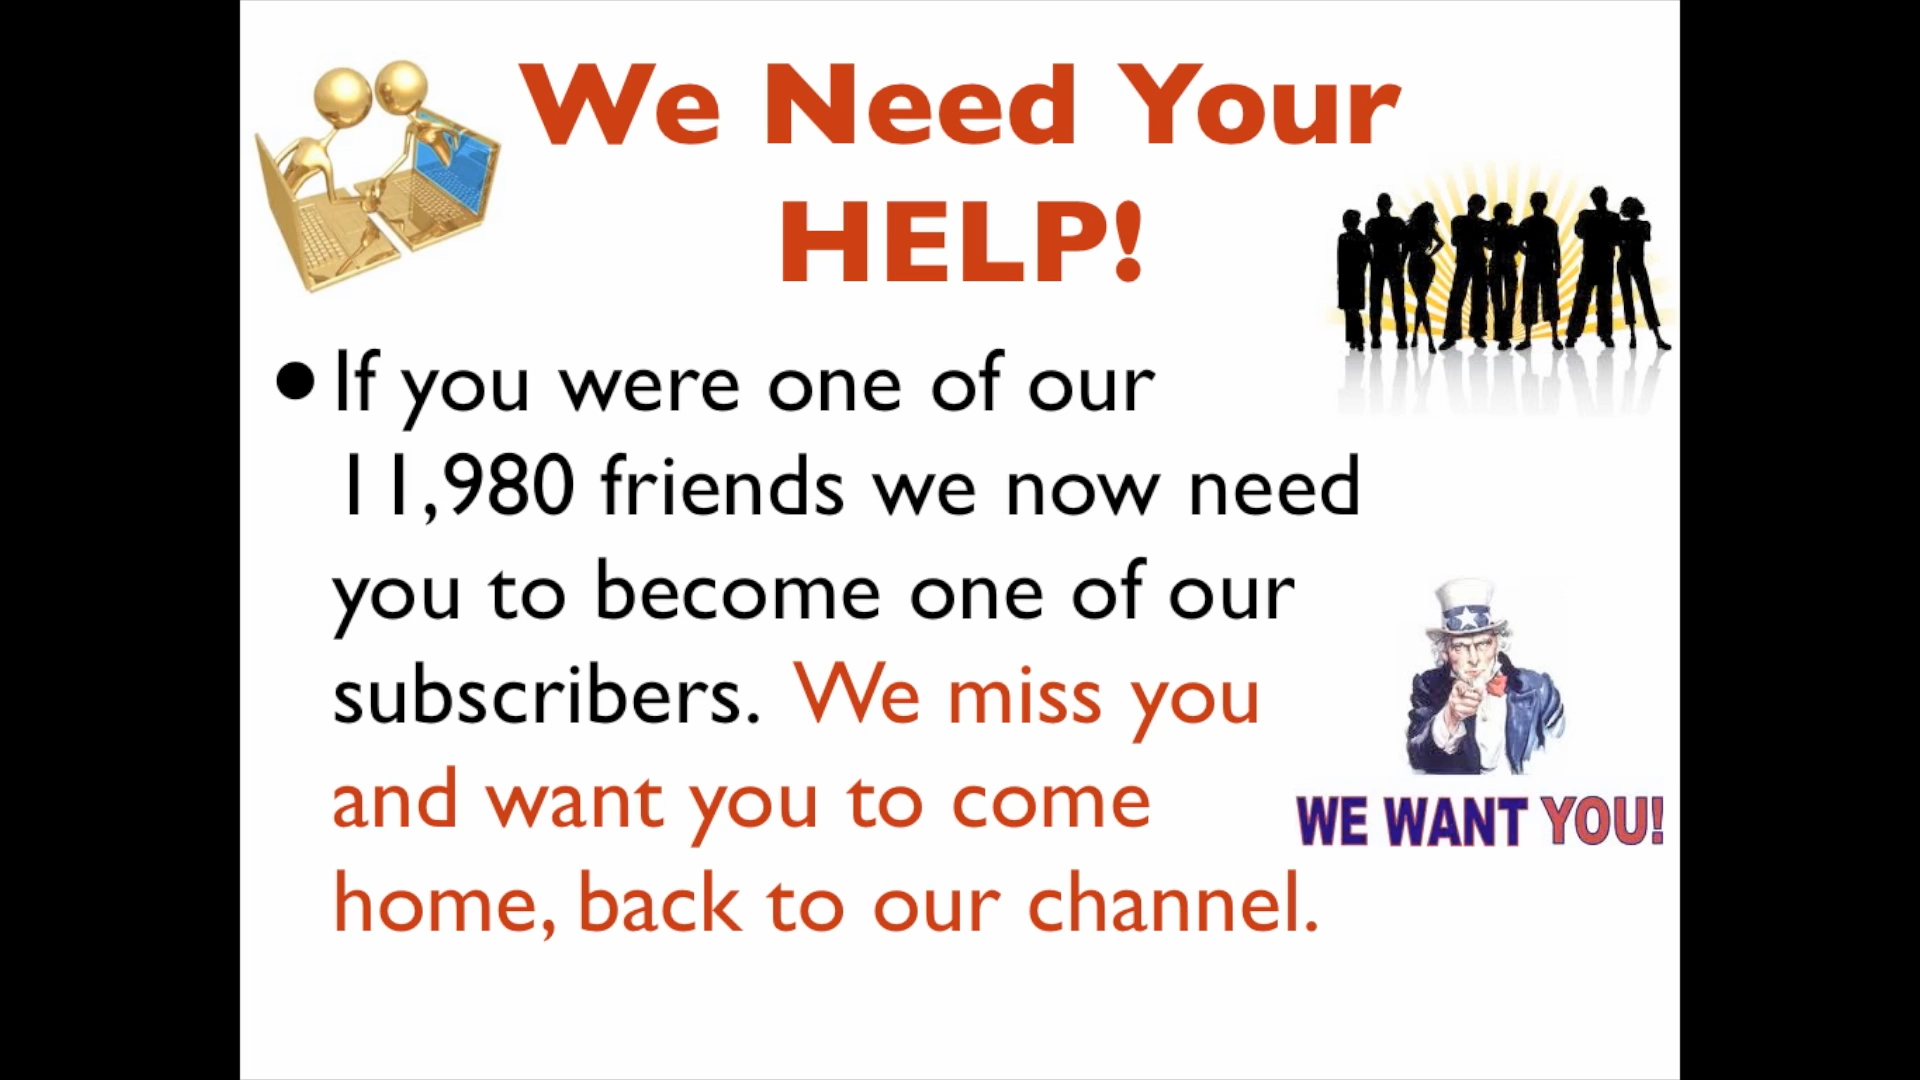 We Need Your
HELP!
• If you were one of our
11,980 friends we now need
you to become one of our
subscribers. We miss you
and want you to come
home, back to our channel.
WE WANT YOU!